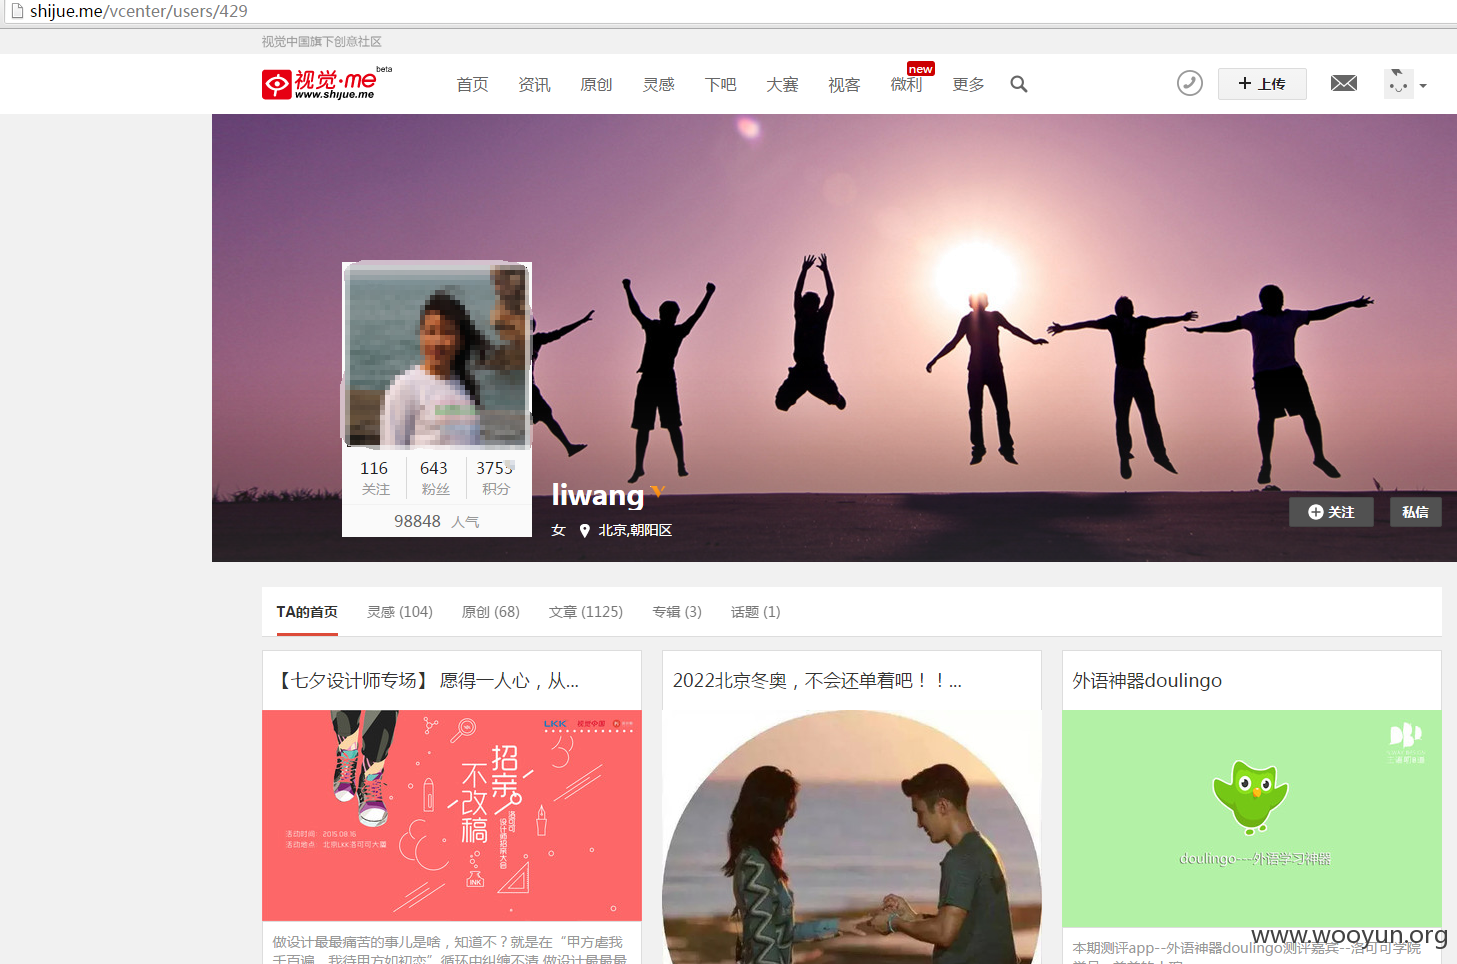 shijue.me/vcenter/users/429
视觉中国旗下创意社区
视觉·me beta
www.shijue.me
首页 资讯 原创 灵感 下吧 大赛 视客 微利 new 更多
上传
116 643
关注 粉丝 积分
98848 人气
liwang
女 北京,朝阳区
关注 私信
TA的首页 灵感 (104) 原创 (68) 文章 (1125) 专辑 (3) 话题 (1)
【七夕设计师专场】 愿得一人心，从...
LKK 视觉中国
招亲
不改稿
洛可可
设计师招亲大会
活动时间: 2015.08.16
活动地点: 北京LKK洛可可大厦
INK
做设计最最痛苦的事儿是啥，知道不？就是在“甲方虐我
千百遍，我待甲方如初恋”循环中纠缠不清 做设计最最最
2022北京冬奥，不会还单着吧！！...
外语神器doulingo
doulingo---外语学习神器
本期测评app--外语神器doulingo测评嘉宾--洛可可学院
www.wooyun.org